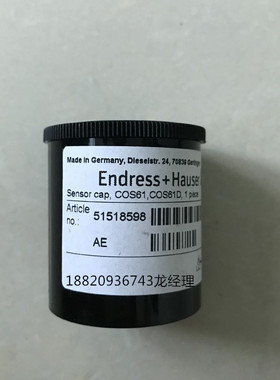 Made in Germany, Dieselstr. 24, 70839 Gerlingen
Endress+Hauser
Sensor cap, COS61,COS61D, 1 piece
Article
no.: 51518598
AE
18820936743龙经理